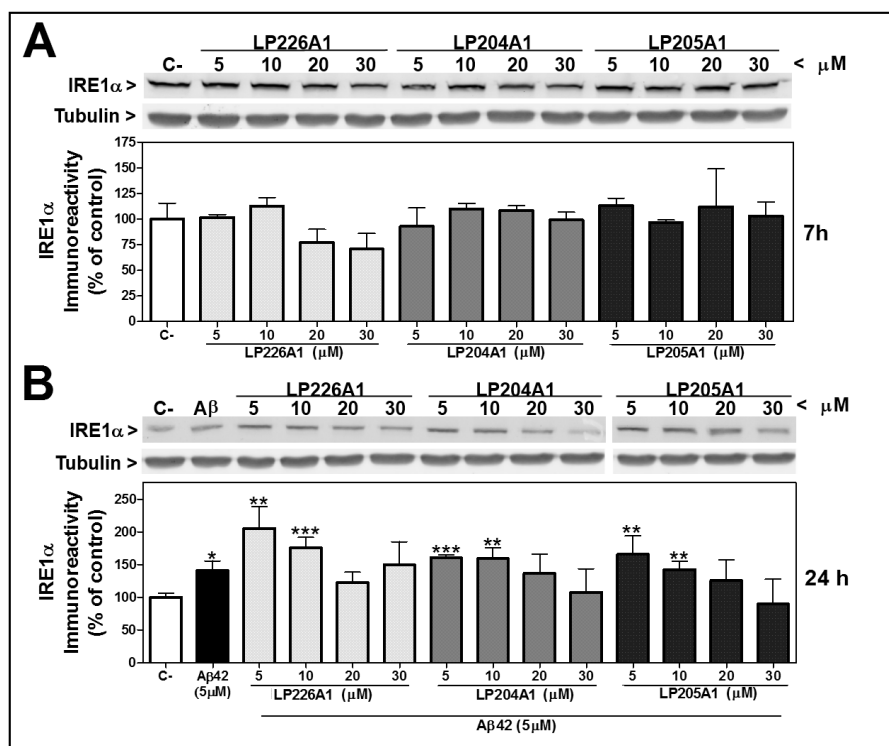 A
LP226A1 LP204A1 LP205A1
C- 5 10 20 30 5 10 20 30 5 10 20 30 < μM
IRE1α >
Tubulin >
IRE1α
Immunoreactivity
(% of control)
175
150
125
100
75
50
25
0
7h
C- 5 10 20 30 5 10 20 30 5 10 20 30
LP226A1 (μM) LP204A1 (μM) LP205A1 (μM)
B
LP226A1 LP204A1 LP205A1
C- Aβ 5 10 20 30 5 10 20 30 5 10 20 30 < μM
IRE1α >
Tubulin >
IRE1α
Immunoreactivity
(% of control)
250
200
150
100
50
0
* ** *** *** ** ** **
24 h
C- Aβ42 5 10 20 30 5 10 20 30 5 10 20 30
(5μM) LP226A1 (μM) LP204A1 (μM) LP205A1 (μM)
Aβ42 (5μM)